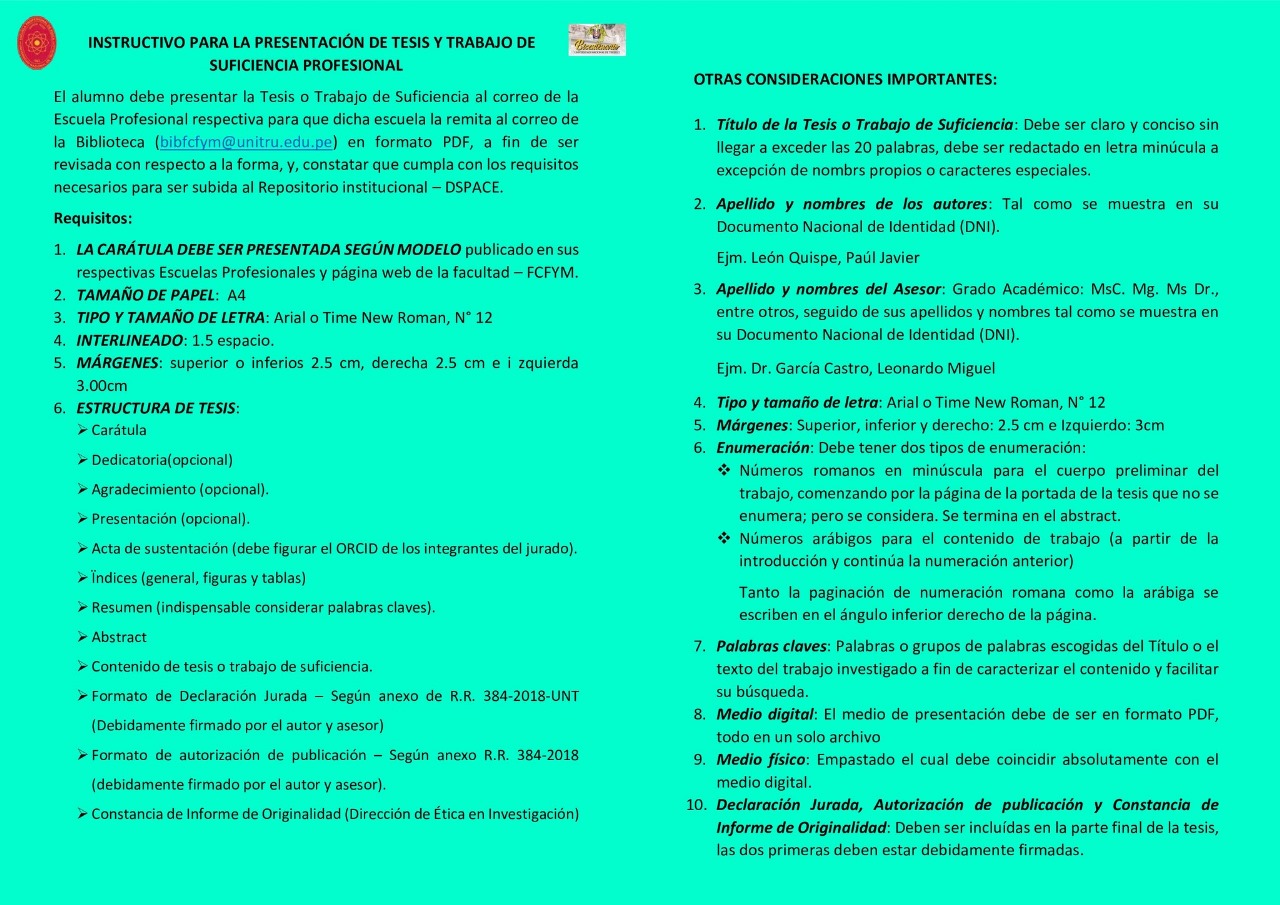 INSTRUCTIVO PARA LA PRESENTACIÓN DE TESIS Y TRABAJO DE
SUFICIENCIA PROFESIONAL
Bicentenario
El alumno debe presentar la Tesis o Trabajo de Suficiencia al correo de la
Escuela Profesional respectiva para que dicha escuela la remita al correo de
la Biblioteca (bibfcfym@unitru.edu.pe) en formato PDF, a fin de ser
revisada con respecto a la forma, y, constatar que cumpla con los requisitos
necesarios para ser subida al Repositorio institucional – DSPACE.
Requisitos:
1. LA CARÁTULA DEBE SER PRESENTADA SEGÚN MODELO publicado en sus
respectivas Escuelas Profesionales y página web de la facultad – FCFYM.
2. TAMAÑO DE PAPEL: A4
3. TIPO Y TAMAÑO DE LETRA: Arial o Time New Roman, N° 12
4. INTERLINEADO: 1.5 espacio.
5. MÁRGENES: superior o inferios 2.5 cm, derecha 2.5 cm e i zquierda
3.00cm
6. ESTRUCTURA DE TESIS:
➢ Carátula
➢ Dedicatoria(opcional)
➢ Agradecimiento (opcional).
➢ Presentación (opcional).
➢ Acta de sustentación (debe figurar el ORCID de los integrantes del jurado).
➢ Ïndices (general, figuras y tablas)
➢ Resumen (indispensable considerar palabras claves).
➢ Abstract
➢ Contenido de tesis o trabajo de suficiencia.
➢ Formato de Declaración Jurada – Según anexo de R.R. 384-2018-UNT
(Debidamente firmado por el autor y asesor)
➢ Formato de autorización de publicación – Según anexo R.R. 384-2018
(debidamente firmado por el autor y asesor).
➢ Constancia de Informe de Originalidad (Dirección de Ética en Investigación)
OTRAS CONSIDERACIONES IMPORTANTES:
1. Título de la Tesis o Trabajo de Suficiencia: Debe ser claro y conciso sin
llegar a exceder las 20 palabras, debe ser redactado en letra minúcula a
excepción de nombrs propios o caracteres especiales.
2. Apellido y nombres de los autores: Tal como se muestra en su
Documento Nacional de Identidad (DNI).
Ejm. León Quispe, Paúl Javier
3. Apellido y nombres del Asesor: Grado Académico: MsC. Mg. Ms Dr.,
entre otros, seguido de sus apellidos y nombres tal como se muestra en
su Documento Nacional de Identidad (DNI).
Ejm. Dr. García Castro, Leonardo Miguel
4. Tipo y tamaño de letra: Arial o Time New Roman, N° 12
5. Márgenes: Superior, inferior y derecho: 2.5 cm e Izquierdo: 3cm
6. Enumeración: Debe tener dos tipos de enumeración:
❖ Números romanos en minúscula para el cuerpo preliminar del
trabajo, comenzando por la página de la portada de la tesis que no se
enumera; pero se considera. Se termina en el abstract.
❖ Números arábigos para el contenido de trabajo (a partir de la
introducción y continúa la numeración anterior)
Tanto la paginación de numeración romana como la arábiga se
escriben en el ángulo inferior derecho de la página.
7. Palabras claves: Palabras o grupos de palabras escogidas del Título o el
texto del trabajo investigado a fin de caracterizar el contenido y facilitar
su búsqueda.
8. Medio digital: El medio de presentación debe de ser en formato PDF,
todo en un solo archivo
9. Medio físico: Empastado el cual debe coincidir absolutamente con el
medio digital.
10. Declaración Jurada, Autorización de publicación y Constancia de
Informe de Originalidad: Deben ser incluídas en la parte final de la tesis,
las dos primeras deben estar debidamente firmadas.